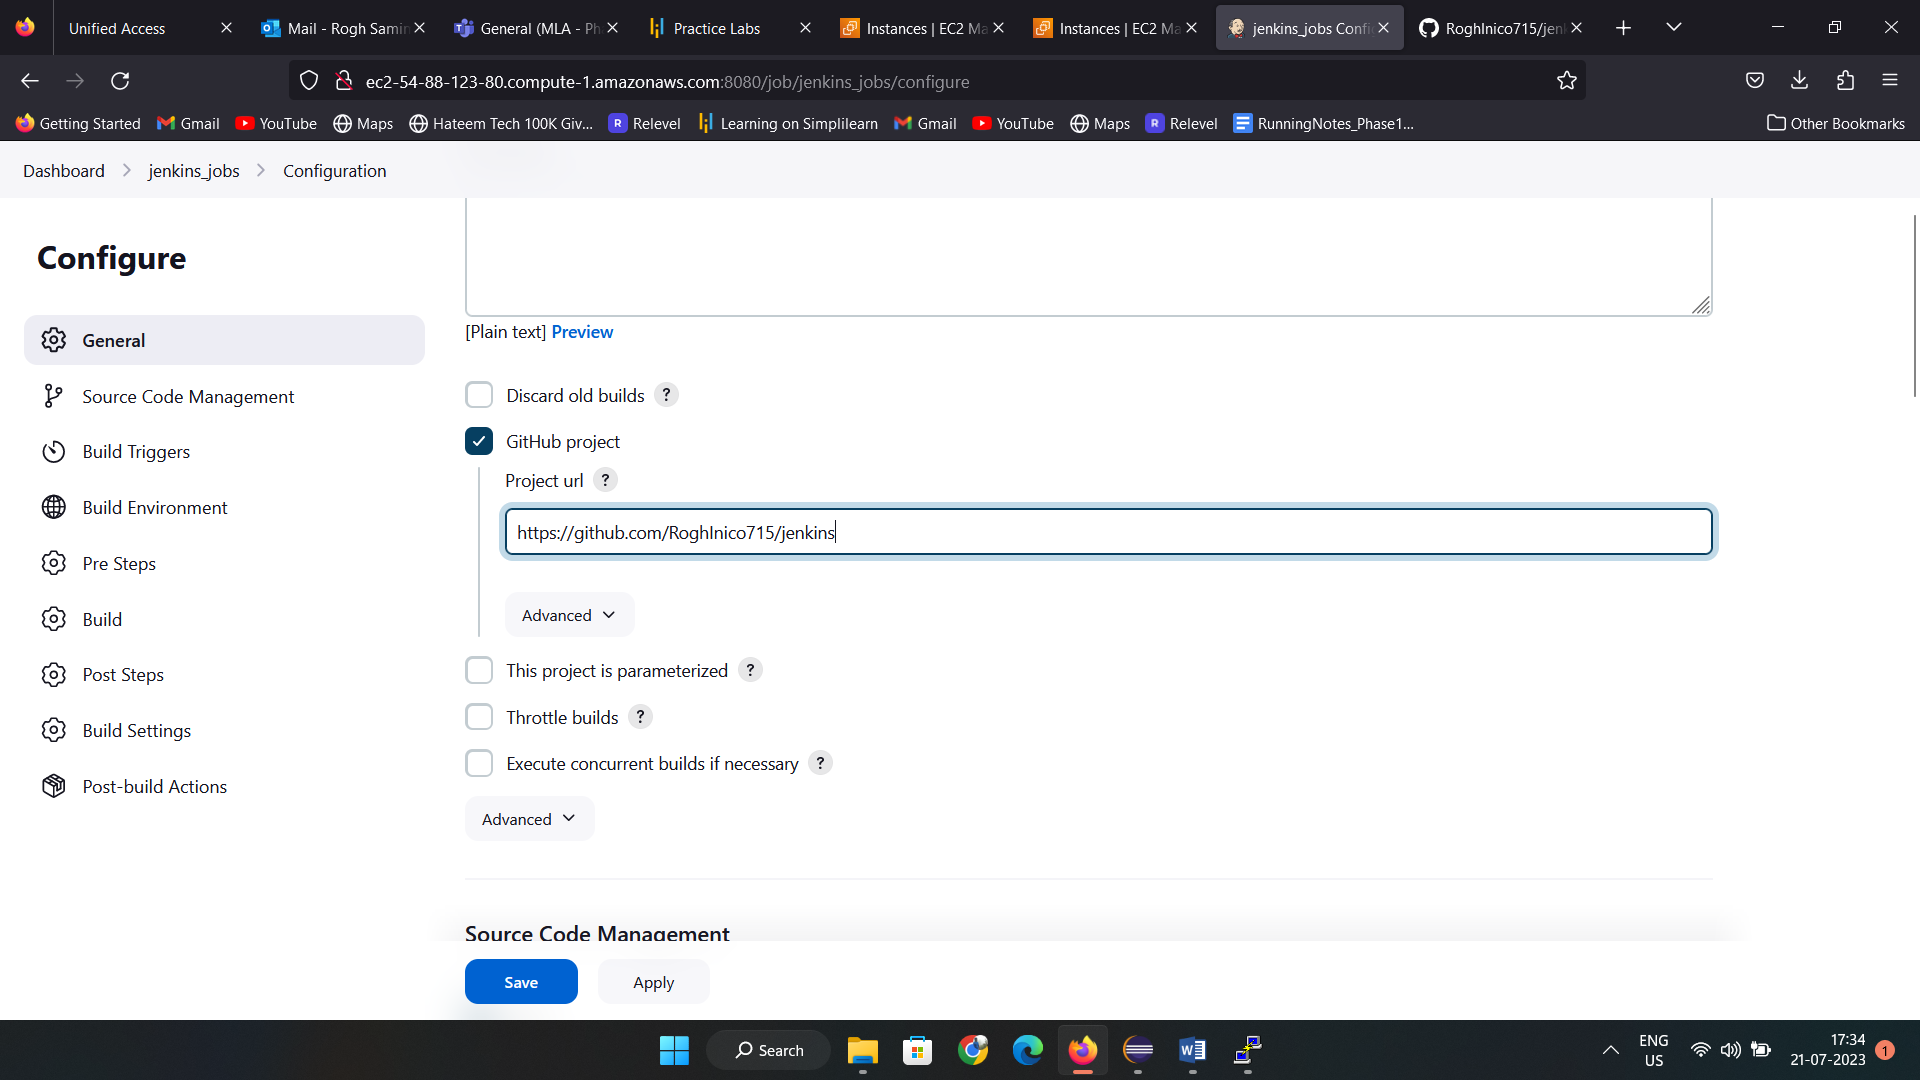 Unified Access
Mail - Rogh Samin
General (MLA - Ph
Practice Labs
Instances | EC2 Ma
Instances | EC2 Ma
jenkins_jobs Confi
RoghInico715/jen
ec2-54-88-123-80.compute-1.amazonaws.com:8080/job/jenkins_jobs/configure
Getting Started
Gmail
YouTube
Maps
Hateem Tech 100K Giv...
R Relevel
Learning on Simplilearn
Gmail
YouTube
Maps
R Relevel
RunningNotes_Phase1...
Other Bookmarks
Dashboard
jenkins_jobs
Configuration
Configure
General
Source Code Management
Build Triggers
Build Environment
Pre Steps
Build
Post Steps
Build Settings
Post-build Actions
[Plain text] Preview
Discard old builds ?
GitHub project
Project url ?
https://github.com/RoghInico715/jenkins
Advanced
This project is parameterized ?
Throttle builds ?
Execute concurrent builds if necessary ?
Advanced
Source Code Management
Save
Apply
Search
ENG
US
17:34
21-07-2023
1